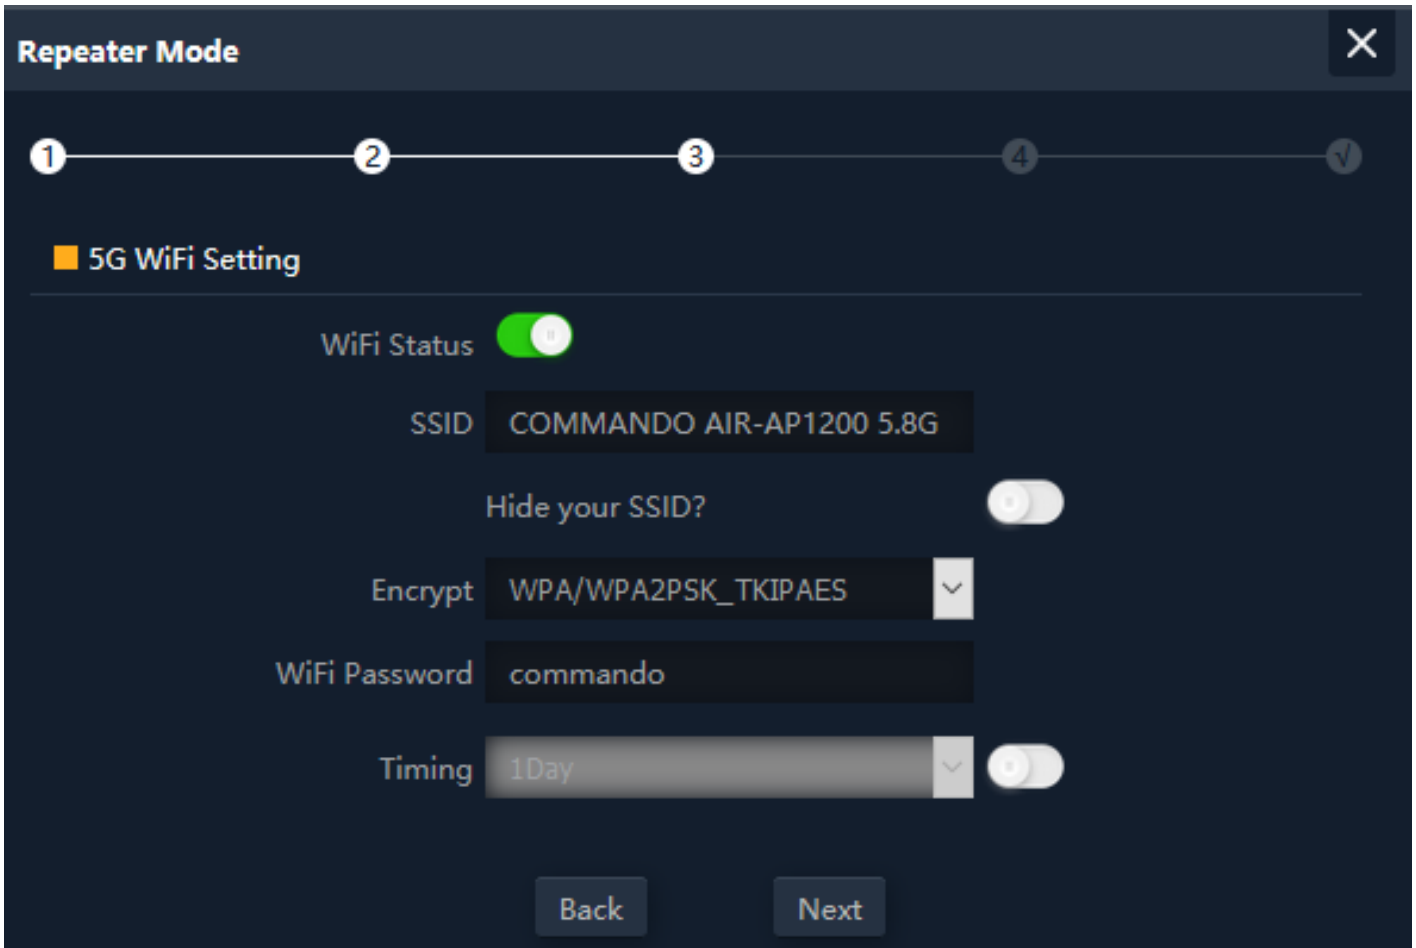 Repeater Mode
1 2 3 4 √
5G WiFi Setting
WiFi Status
SSID COMMANDO AIR-AP1200 5.8G
Hide your SSID?
Encrypt WPA/WPA2PSK_TKIPAES
WiFi Password commando
Timing 1Day
Back Next